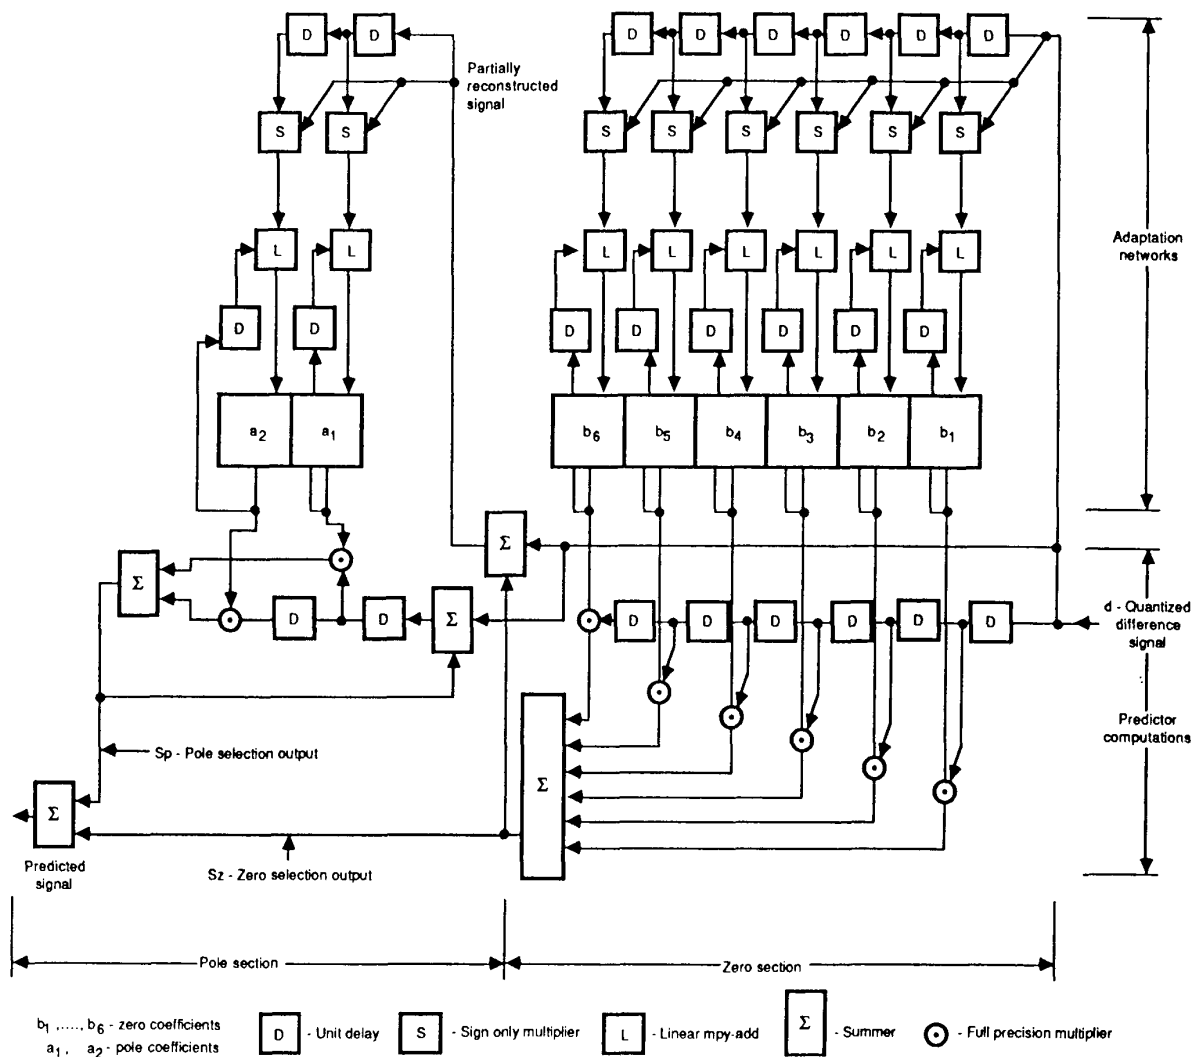 D D D D D D D D
Partially
reconstructed
signal
S S S S S S S S
Adaptation
networks
L L L L L L L L
D D D D D D D D
a2 a1 b6 b5 b4 b3 b2 b1
Σ
Σ
D D Σ D D D D D D
d - Quantized
difference
signal
Predictor
computations
Sp - Pole selection output
Σ
Σ
Predicted
signal
Sz - Zero selection output
Pole section
Zero section
b1 ,...., b6 - zero coefficients
a1 , a2 - pole coefficients
D - Unit delay
S - Sign only multiplier
L - Linear mpy-add
Σ - Summer
- Full precision multiplier